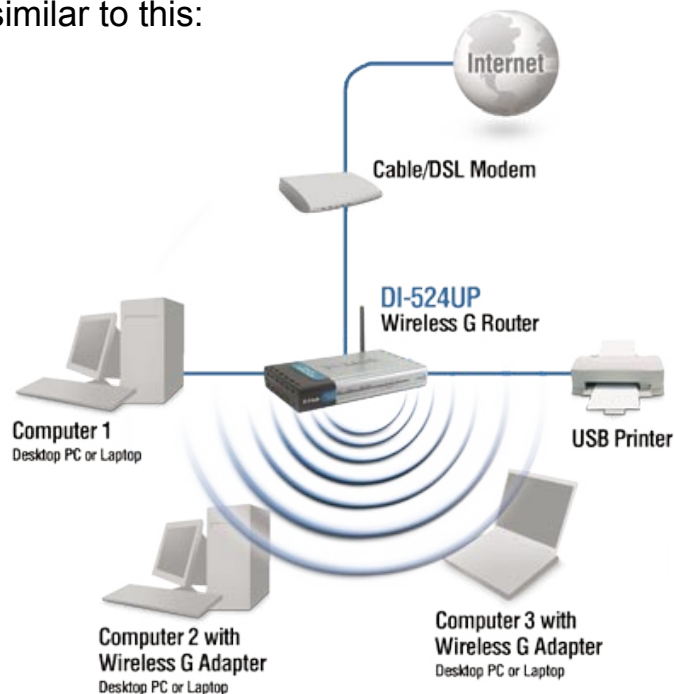 similar to this:
Internet
Cable/DSL Modem
DI-524UP
Wireless G Router
Computer 1
Desktop PC or Laptop
USB Printer
Computer 2 with
Wireless G Adapter
Desktop PC or Laptop
Computer 3 with
Wireless G Adapter
Desktop PC or Laptop